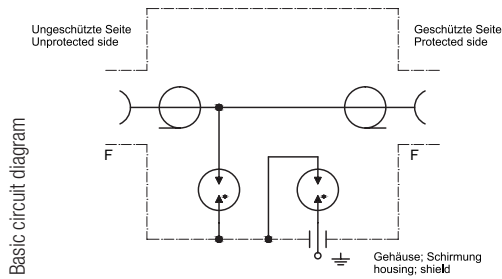 Ungeschützte Seite
Unprotected side
Geschützte Seite
Protected side
F
F
Basic circuit diagram
Gehäuse; Schirmung
housing; shield